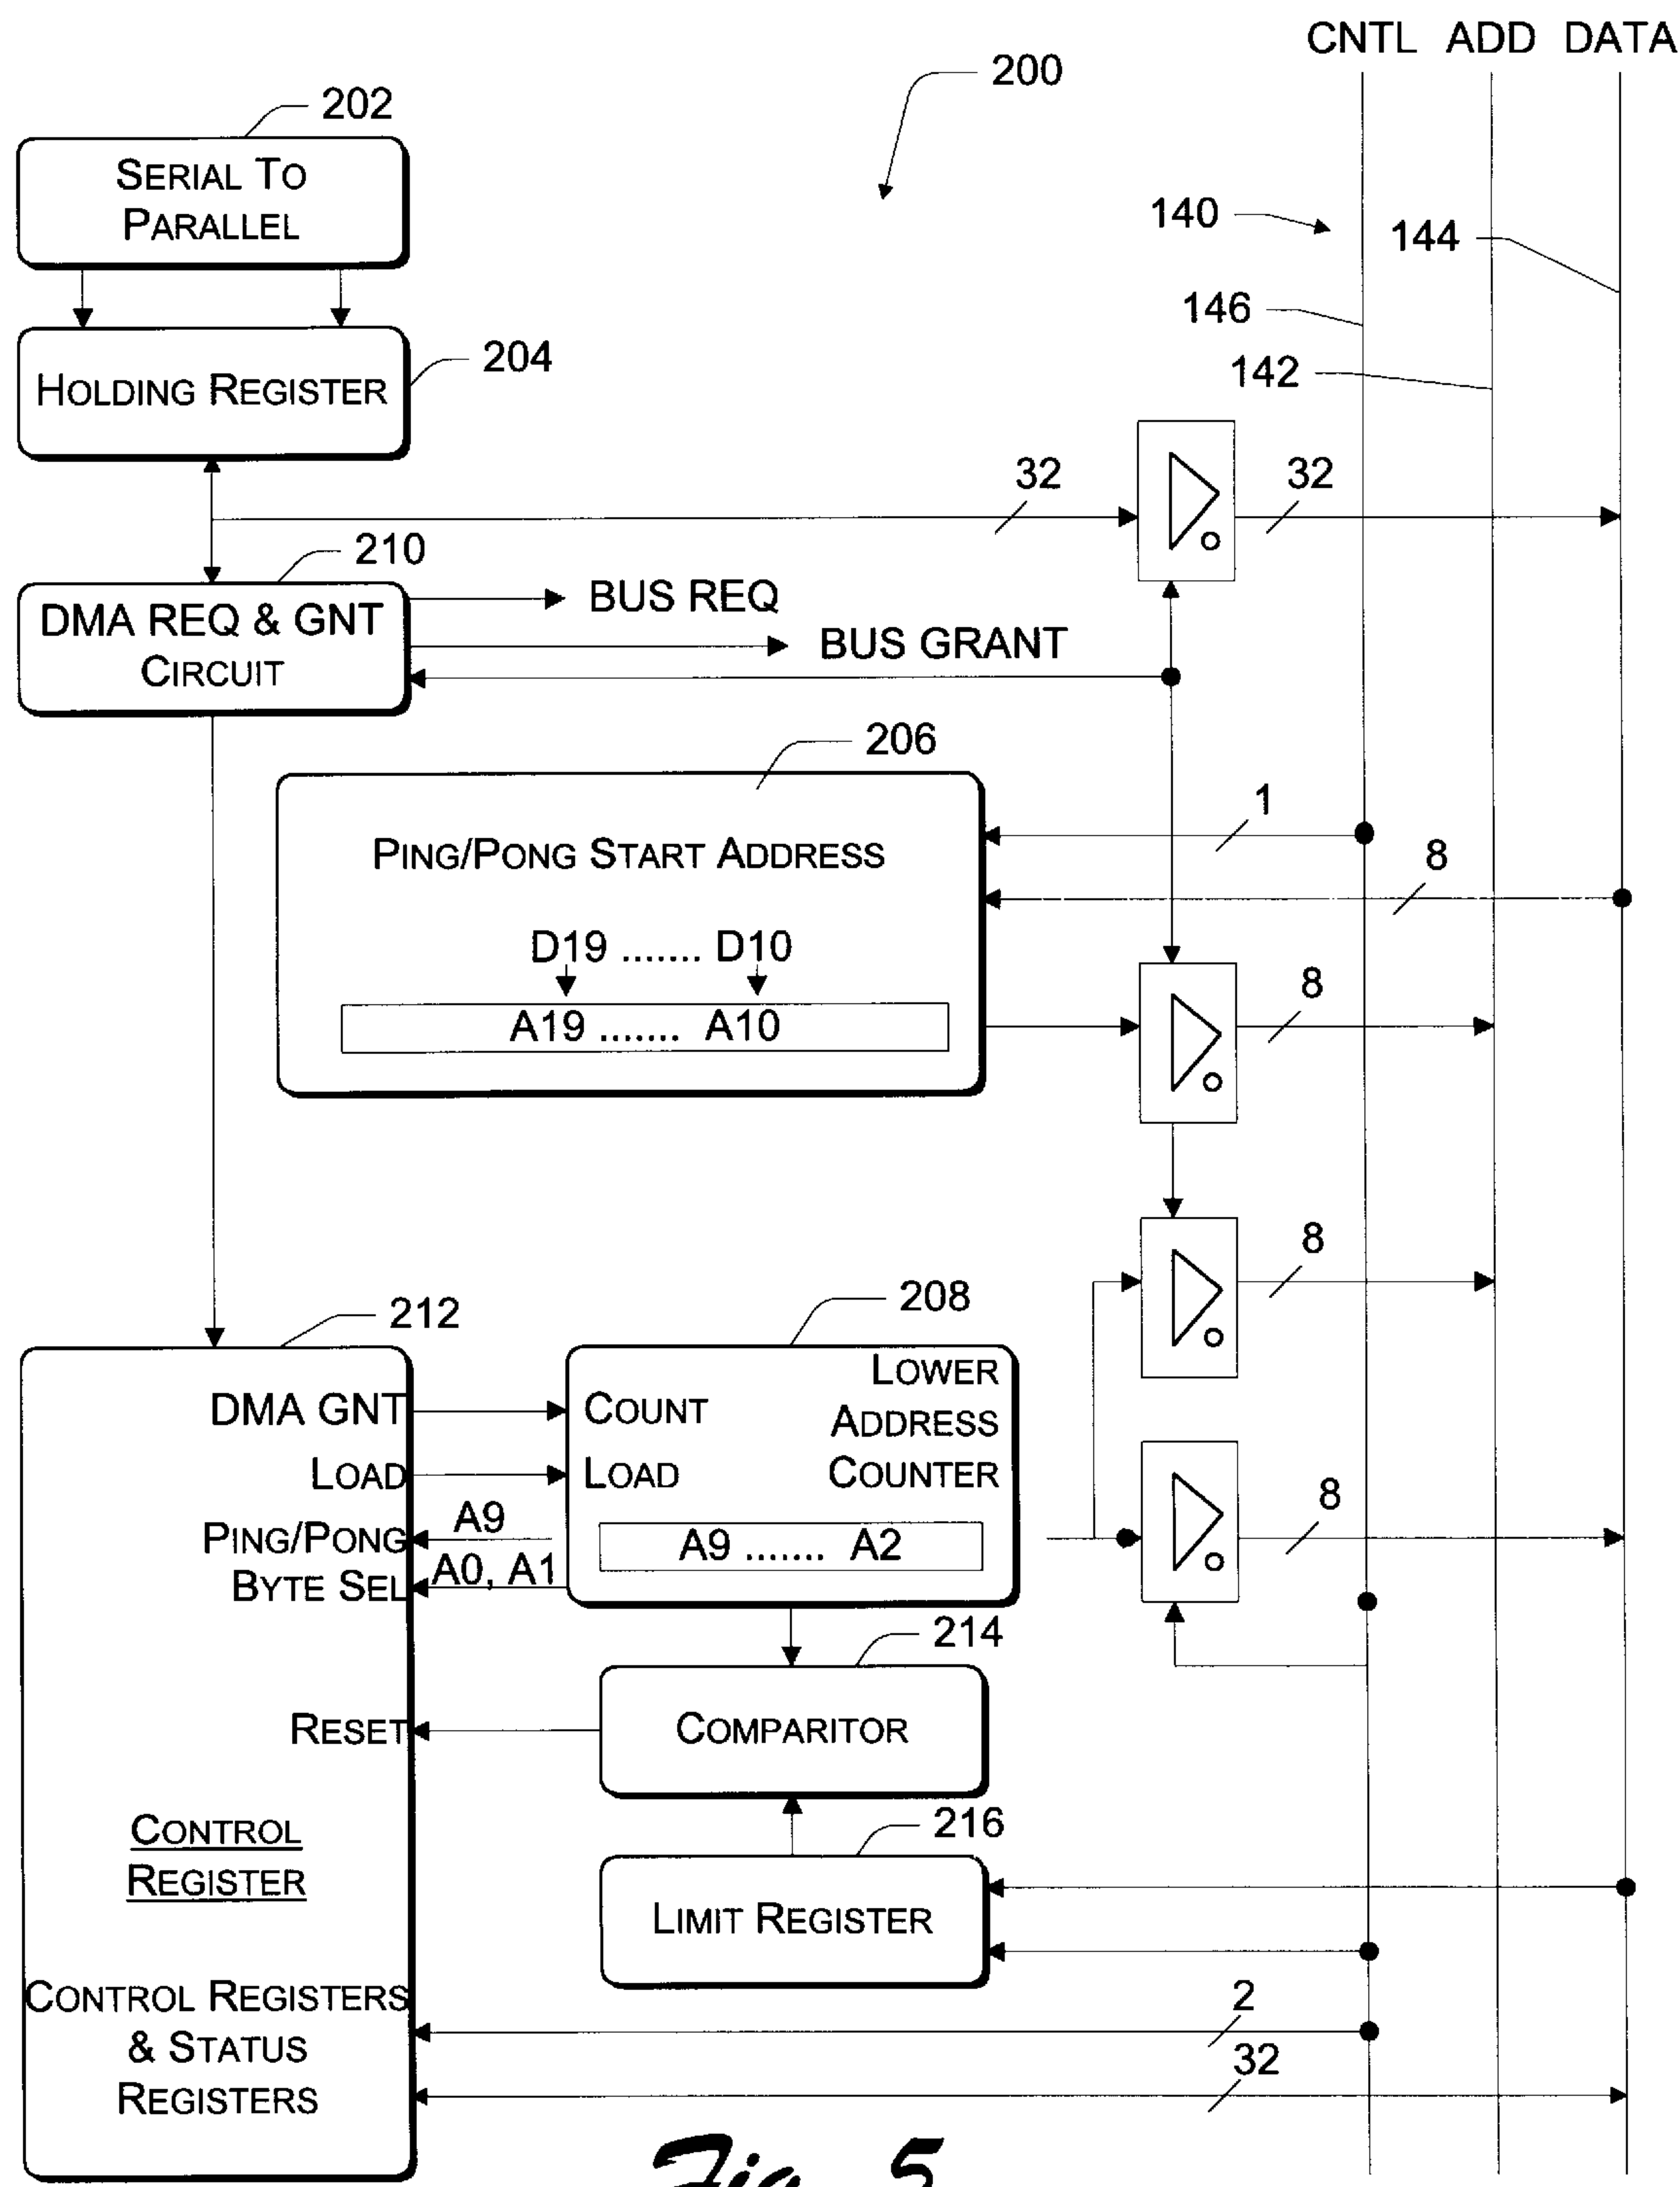 CNTL ADD DATA
200
202
SERIAL TO
PARALLEL
140
144
146
204
HOLDING REGISTER
142
32
32
210
DMA REQ & GNT
CIRCUIT
BUS REQ
BUS GRANT
206
1
PING/PONG START ADDRESS
8
D19 ....... D10
8
A19 ....... A10
8
212
208
LOWER
ADDRESS
COUNTER
DMA GNT
COUNT
LOAD
LOAD
8
PING/PONG
A9
A9 ....... A2
BYTE SEL
A0, A1
214
RESET
COMPARITOR
CONTROL
REGISTER
216
LIMIT REGISTER
CONTROL REGISTERS
& STATUS
REGISTERS
2
32
Fig. 5